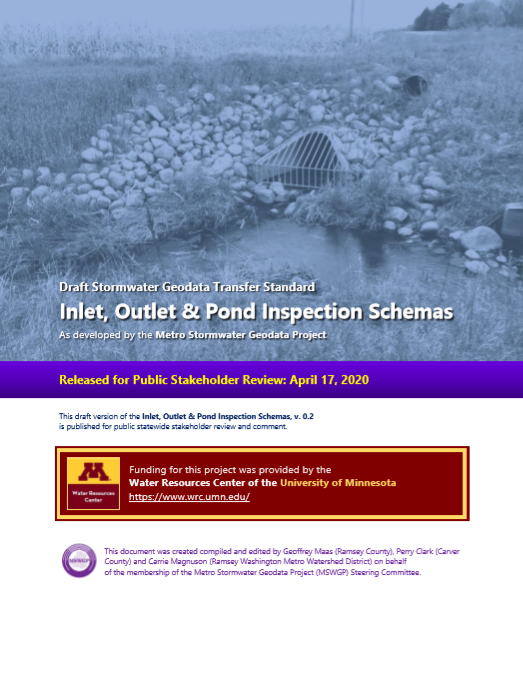 Draft Stormwater Geodata Transfer Standard
Inlet, Outlet & Pond Inspection Schemas
As developed by the Metro Stormwater Geodata Project
Released for Public Stakeholder Review: April 17, 2020
This draft version of the Inlet, Outlet & Pond Inspection Schemas, v. 0.2
is published for public statewide stakeholder review and comment.
Funding for this project was provided by the
Water Resources Center of the University of Minnesota
https://www.wrc.umn.edu/
M
Water Resources
Center
MSWGP
This document was created compiled and edited by Geoffrey Maas (Ramsey County), Perry Clark (Carver
County) and Carrie Magnuson (Ramsey Washington Metro Watershed District) on behalf
of the membership of the Metro Stormwater Geodata Project (MSWGP) Steering Committee.